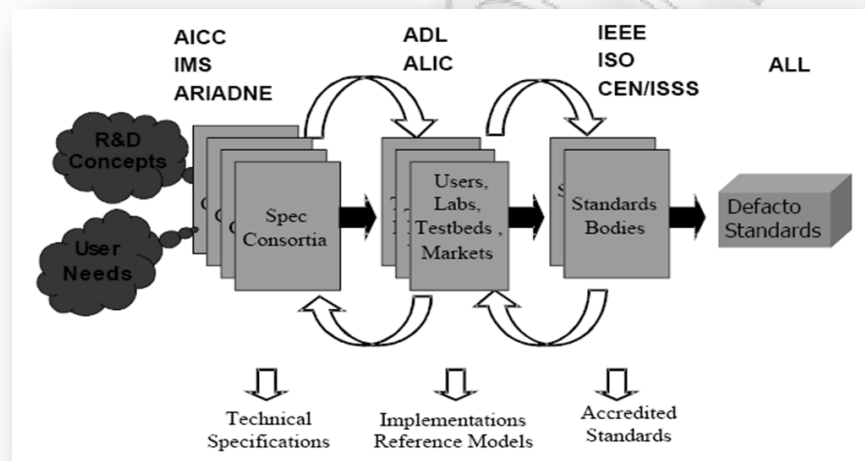 AICC
IMS
ARIADNE
ADL
ALIC
IEEE
ISO
CEN/ISSS
ALL
R&D
Concepts
User
Needs
Spec
Consortia
Users,
Labs,
Testbeds ,
Markets
Standards
Bodies
Defacto
Standards
Technical
Specifications
Implementations
Reference Models
Accredited
Standards